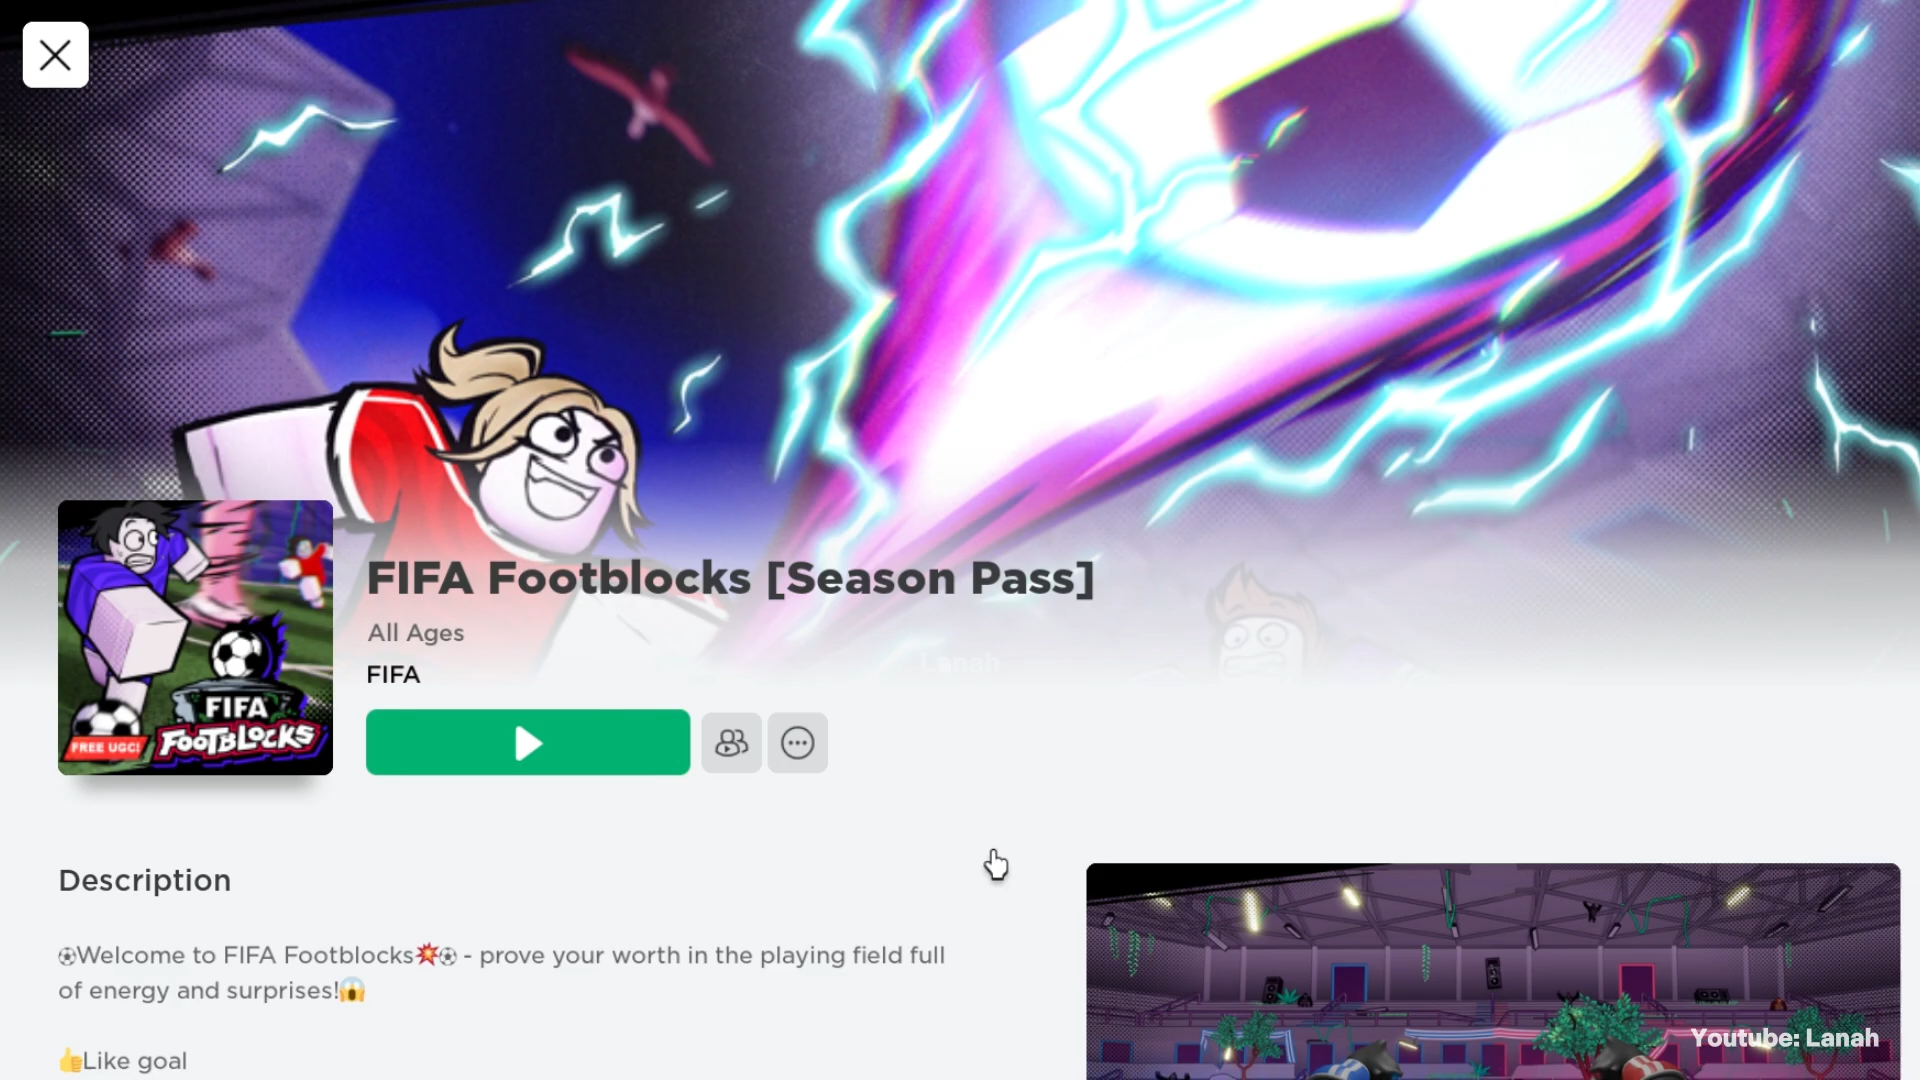 FIFA Footblocks [Season Pass]
All Ages
Lanah
FIFA
FIFA
FOOTBLOCKS
FREE UGC!
Description
⚽Welcome to FIFA Footblocks💥⚽ - prove your worth in the playing field full
of energy and surprises!😱
👍Like goal
Youtube: Lanah